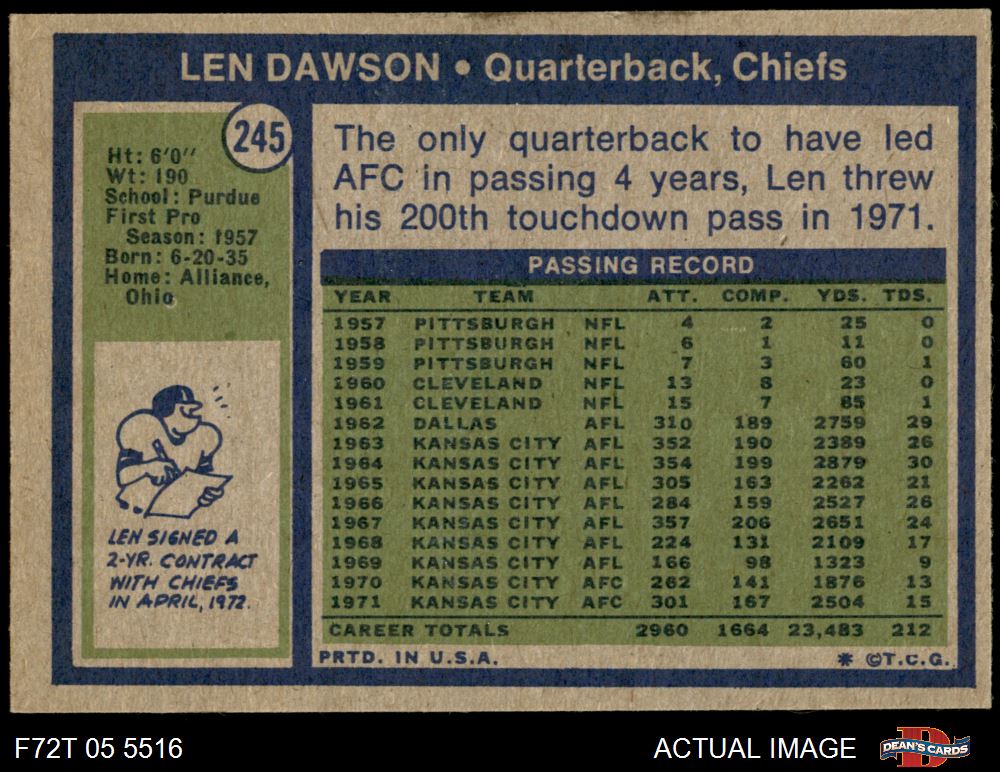 LEN DAWSON • Quarterback, Chiefs
245
Ht: 6'0"
Wt: 190
School: Purdue
First Pro
Season: 1957
Born: 6-20-35
Home: Alliance,
Ohio
The only quarterback to have led
AFC in passing 4 years, Len threw
his 200th touchdown pass in 1971.
PASSING RECORD
YEAR TEAM ATT. COMP. YDS. TDS.
1957 PITTSBURGH NFL 4 2 25 0
1958 PITTSBURGH NFL 6 1 11 0
1959 PITTSBURGH NFL 7 3 60 1
1960 CLEVELAND NFL 13 8 23 0
1961 CLEVELAND NFL 15 7 85 1
1962 DALLAS AFL 310 189 2759 29
1963 KANSAS CITY AFL 352 190 2389 26
1964 KANSAS CITY AFL 354 199 2879 30
1965 KANSAS CITY AFL 305 163 2262 21
1966 KANSAS CITY AFL 284 159 2527 26
1967 KANSAS CITY AFL 357 206 2651 24
1968 KANSAS CITY AFL 224 131 2109 17
1969 KANSAS CITY AFL 166 98 1323 9
1970 KANSAS CITY AFC 262 141 1876 13
1971 KANSAS CITY AFC 301 167 2504 15
CAREER TOTALS 2960 1664 23,483 212
LEN SIGNED A
2-YR. CONTRACT
WITH CHIEFS
IN APRIL, 1972.
PRTD. IN U.S.A. * ©T.C.G.
F72T 05 5516 ACTUAL IMAGE DEAN'S CARDS